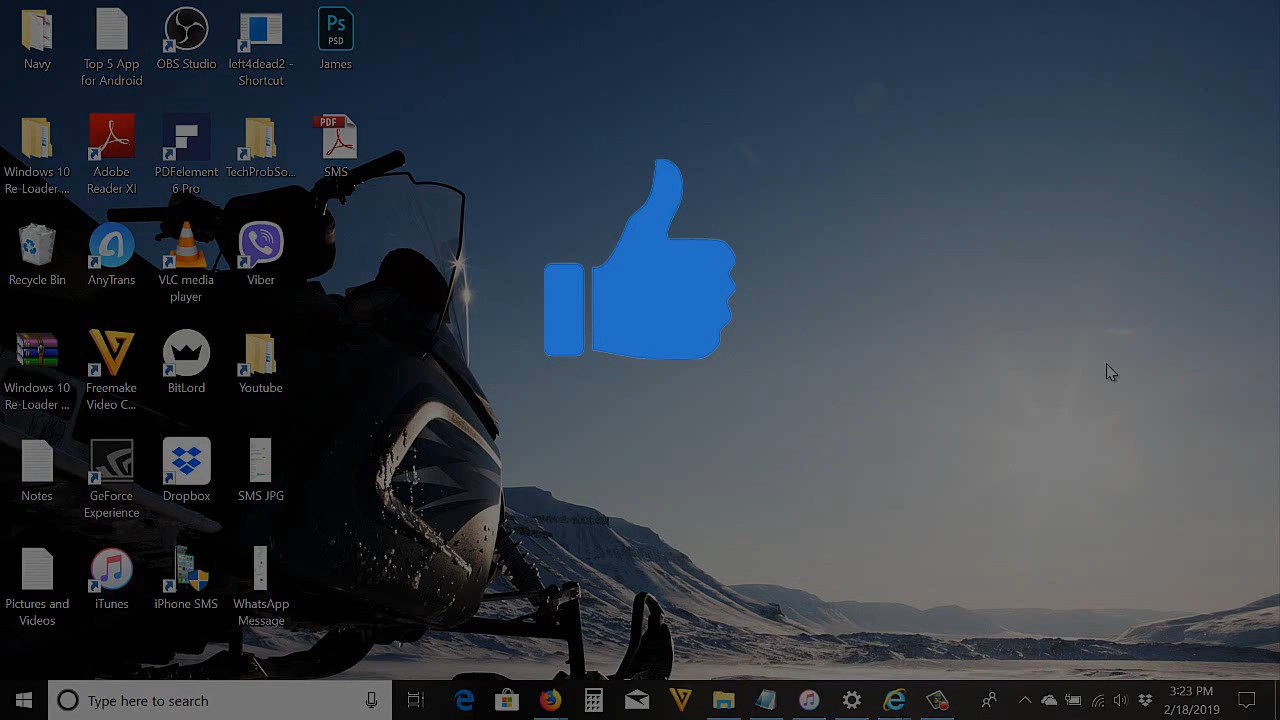 Navy
Top 5 App
for Android
OBS Studio
left4dead2 -
Shortcut
Ps
PSD
James
Windows 10
Re-Loader ...
Adobe
Reader XI
PDFelement
6 Pro
TechProbSo...
PDF
SMS
Recycle Bin
AnyTrans
VLC media
player
Viber
Windows 10
Re-Loader ...
Freemake
Video C...
BitLord
Youtube
Notes
GeForce
Experience
Dropbox
SMS JPG
Pictures and
Videos
iTunes
iPhone SMS
WhatsApp
Message
Type here to search
3:23 PM
2/18/2019